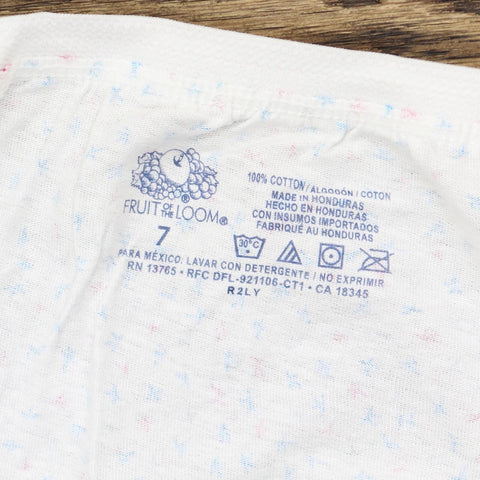 100% COTTON/ALGODÓN/COTON
MADE IN HONDURAS
HECHO EN HONDURAS
CON INSUMOS IMPORTADOS
FABRIQUÉ AU HONDURAS
FRUIT OF THE LOOM®
7
30°C
PARA MÉXICO: LAVAR CON DETERGENTE / NO EXPRIMIR
RN 13765 • RFC DFL-921106-CT1 • CA 18345
R2LY